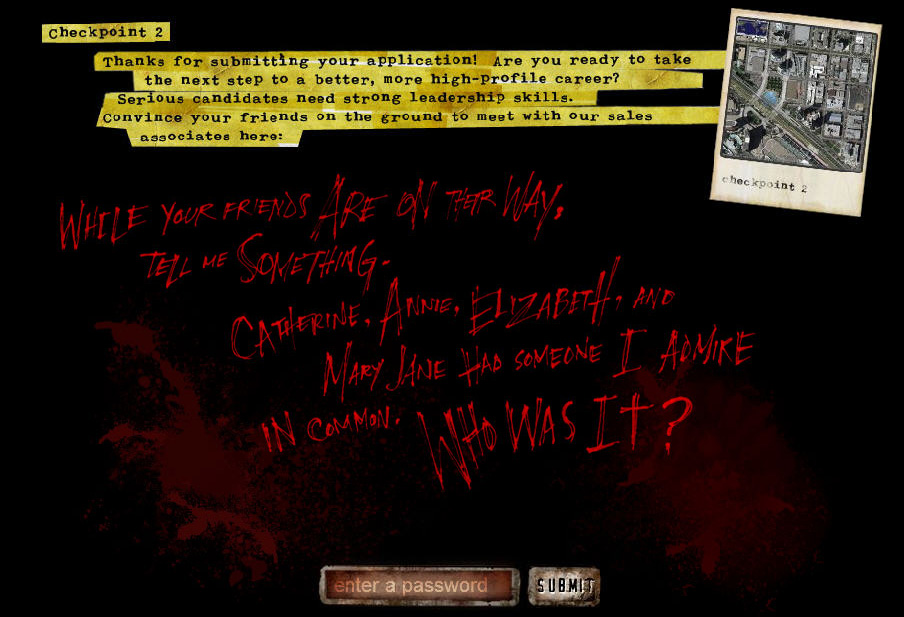 Checkpoint 2
Thanks for submitting your application! Are you ready to take
the next step to a better, more high-profile career?
Serious candidates need strong leadership skills.
Convince your friends on the ground to meet with our sales
associates here:
checkpoint 2
WHILE YOUR FRIENDS ARE ON THEIR WAY,
TELL ME SOMETHING.
CATHERINE, ANNIE, ELIZABETH, AND
MARY JANE HAD SOMEONE I ADMIRE
IN COMMON. WHO WAS IT?
enter a password
SUBMIT